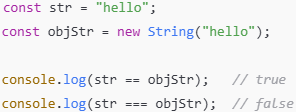 const str = "hello";
const objStr = new String("hello");
console.log(str == objStr);   // true
console.log(str === objStr);  // false